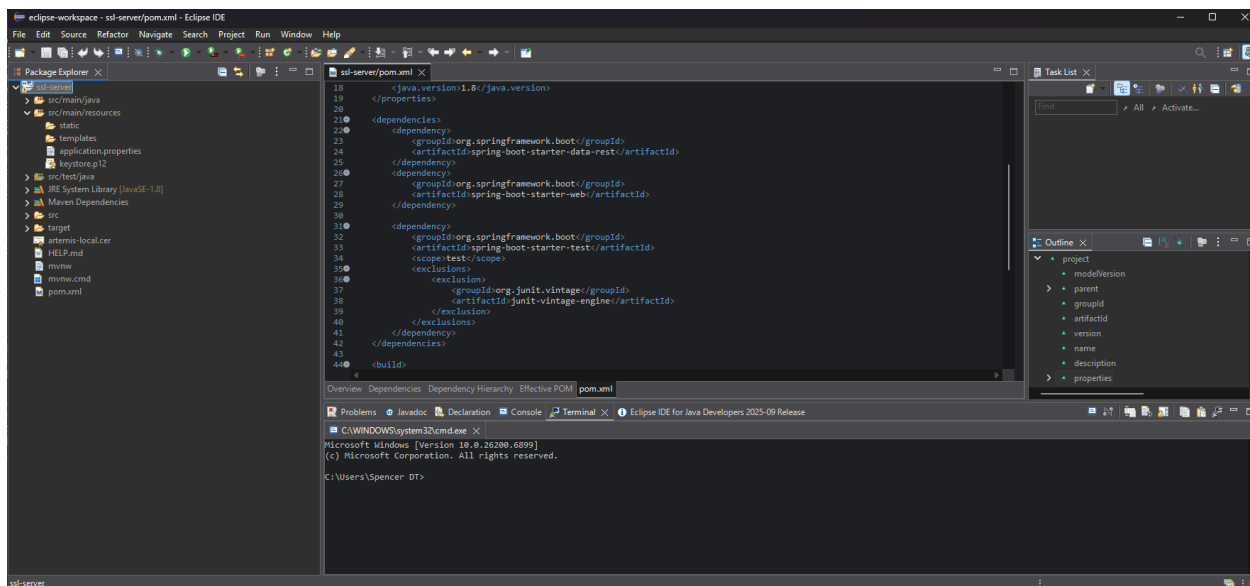 eclipse-workspace - ssl-server/pom.xml - Eclipse IDE
File Edit Source Refactor Navigate Search Project Run Window Help
Package Explorer
ssl-server
src/main/java
src/main/resources
static
templates
application.properties
keystore.p12
src/test/java
JRE System Library [JavaSE-1.8]
Maven Dependencies
src
target
artemis-local.cer
HELP.md
mvnw
mvnw.cmd
pom.xml
ssl-server/pom.xml
18 <java.version>1.8</java.version>
19 </properties>
20
21 <dependencies>
22 <dependency>
23 <groupId>org.springframework.boot</groupId>
24 <artifactId>spring-boot-starter-data-rest</artifactId>
25 </dependency>
26 <dependency>
27 <groupId>org.springframework.boot</groupId>
28 <artifactId>spring-boot-starter-web</artifactId>
29 </dependency>
30
31 <dependency>
32 <groupId>org.springframework.boot</groupId>
33 <artifactId>spring-boot-starter-test</artifactId>
34 <scope>test</scope>
35 <exclusions>
36 <exclusion>
37 <groupId>org.junit.vintage</groupId>
38 <artifactId>junit-vintage-engine</artifactId>
39 </exclusion>
40 </exclusions>
41 </dependency>
42 </dependencies>
43
44 <build>
Overview Dependencies Dependency Hierarchy Effective POM pom.xml
Task List
Find All Activate...
Outline
project
modelVersion
parent
groupId
artifactId
version
name
description
properties
Problems Javadoc Declaration Console Terminal Eclipse IDE for Java Developers 2025-09 Release
C:\WINDOWS\system32\cmd.exe
Microsoft Windows [Version 10.0.26200.6899]
(c) Microsoft Corporation. All rights reserved.
C:\Users\Spencer DT>
ssl-server